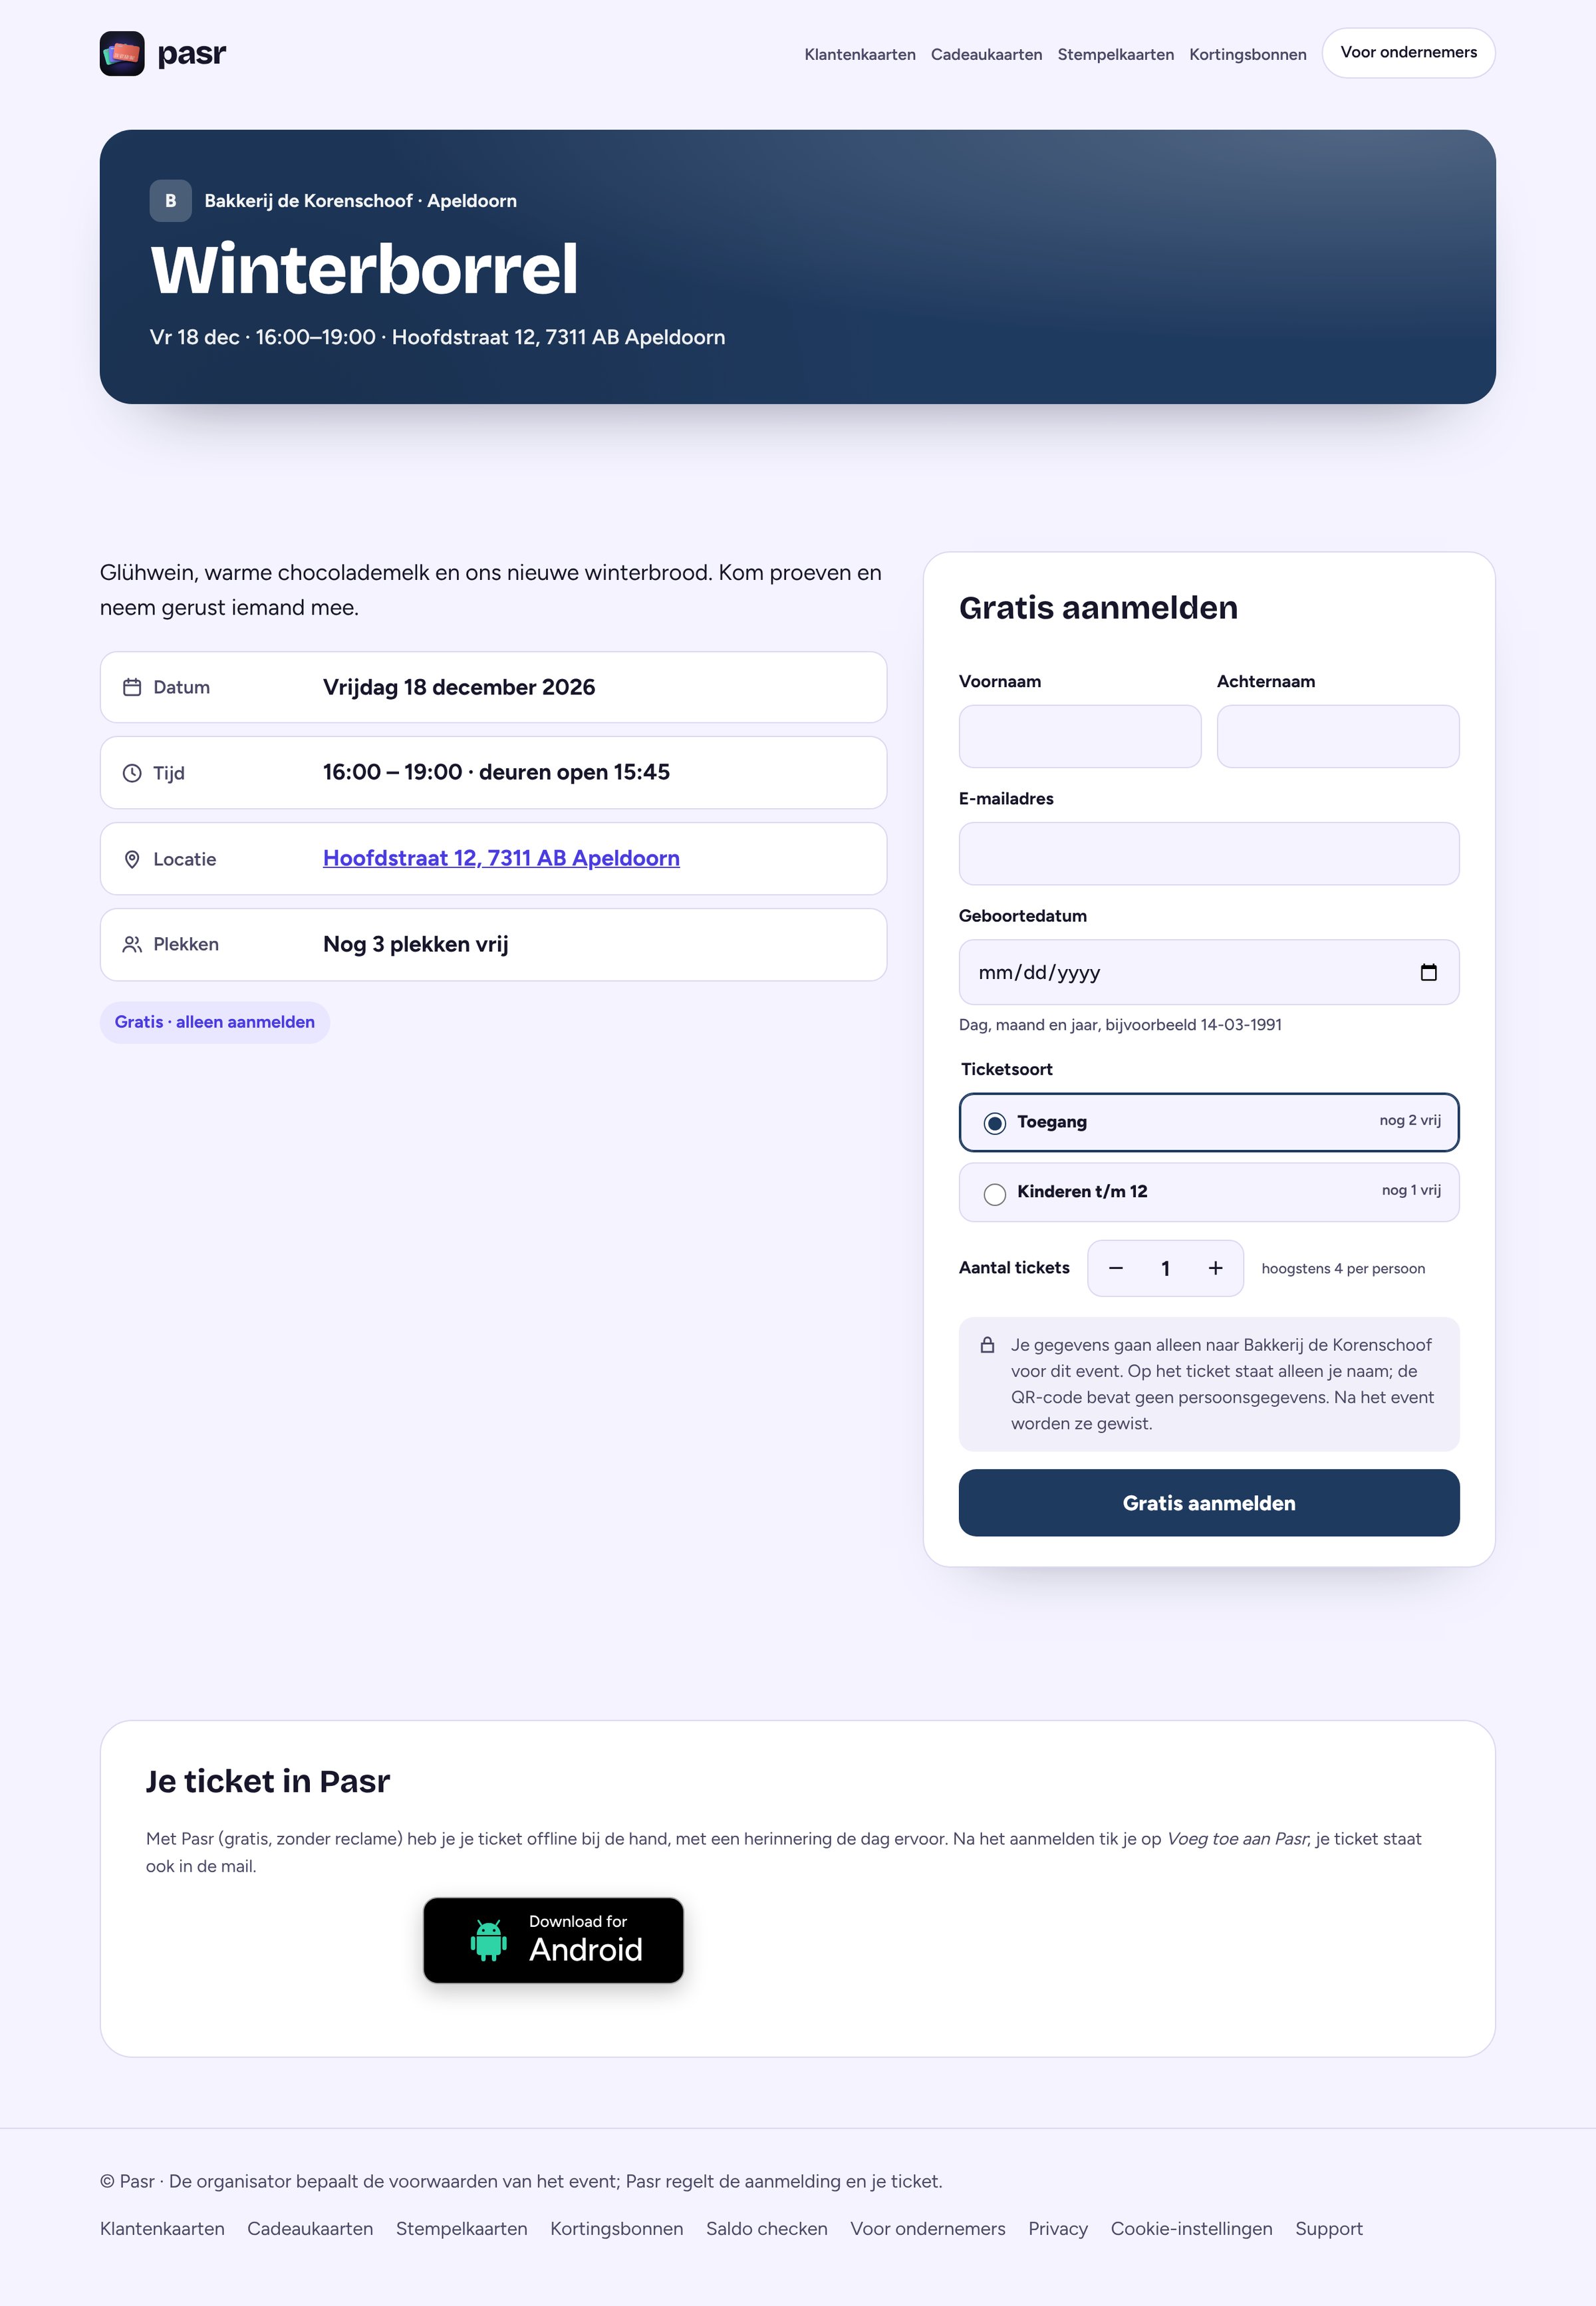 pasr
Klantenkaarten Cadeaukaarten Stempelkaarten Kortingsbonnen Voor ondernemers
B Bakkerij de Korenschoof · Apeldoorn
Winterborrel
Vr 18 dec · 16:00–19:00 · Hoofdstraat 12, 7311 AB Apeldoorn
Glühwein, warme chocolademelk en ons nieuwe winterbrood. Kom proeven en
neem gerust iemand mee.
Datum Vrijdag 18 december 2026
Tijd 16:00 – 19:00 · deuren open 15:45
Locatie Hoofdstraat 12, 7311 AB Apeldoorn
Plekken Nog 3 plekken vrij
Gratis · alleen aanmelden
Gratis aanmelden
Voornaam Achternaam
E-mailadres
Geboortedatum
mm/dd/yyyy
Dag, maand en jaar, bijvoorbeeld 14-03-1991
Ticketsoort
Toegang nog 2 vrij
Kinderen t/m 12 nog 1 vrij
Aantal tickets − 1 + hoogstens 4 per persoon
Je gegevens gaan alleen naar Bakkerij de Korenschoof
voor dit event. Op het ticket staat alleen je naam; de
QR-code bevat geen persoonsgegevens. Na het event
worden ze gewist.
Gratis aanmelden
Je ticket in Pasr
Met Pasr (gratis, zonder reclame) heb je je ticket offline bij de hand, met een herinnering de dag ervoor. Na het aanmelden tik je op Voeg toe aan Pasr; je ticket staat
ook in de mail.
Download for
Android
© Pasr · De organisator bepaalt de voorwaarden van het event; Pasr regelt de aanmelding en je ticket.
Klantenkaarten Cadeaukaarten Stempelkaarten Kortingsbonnen Saldo checken Voor ondernemers Privacy Cookie-instellingen Support